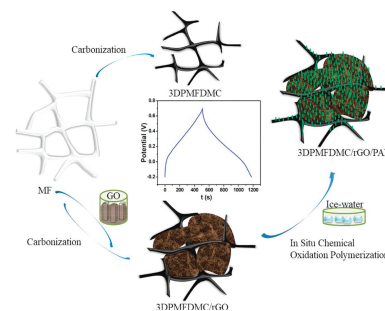 Carbonization
3DPMFDMC
3DPMFDMC/rGO/PAI
MF
GO
Carbonization
Potential (V)
0.8
0.6
0.4
0.2
0.0
-0.2
0 200 400 600 800 1000 1200
t (s)
3DPMFDMC/rGO
Ice-water
In Situ Chemical
Oxidation Polymerization